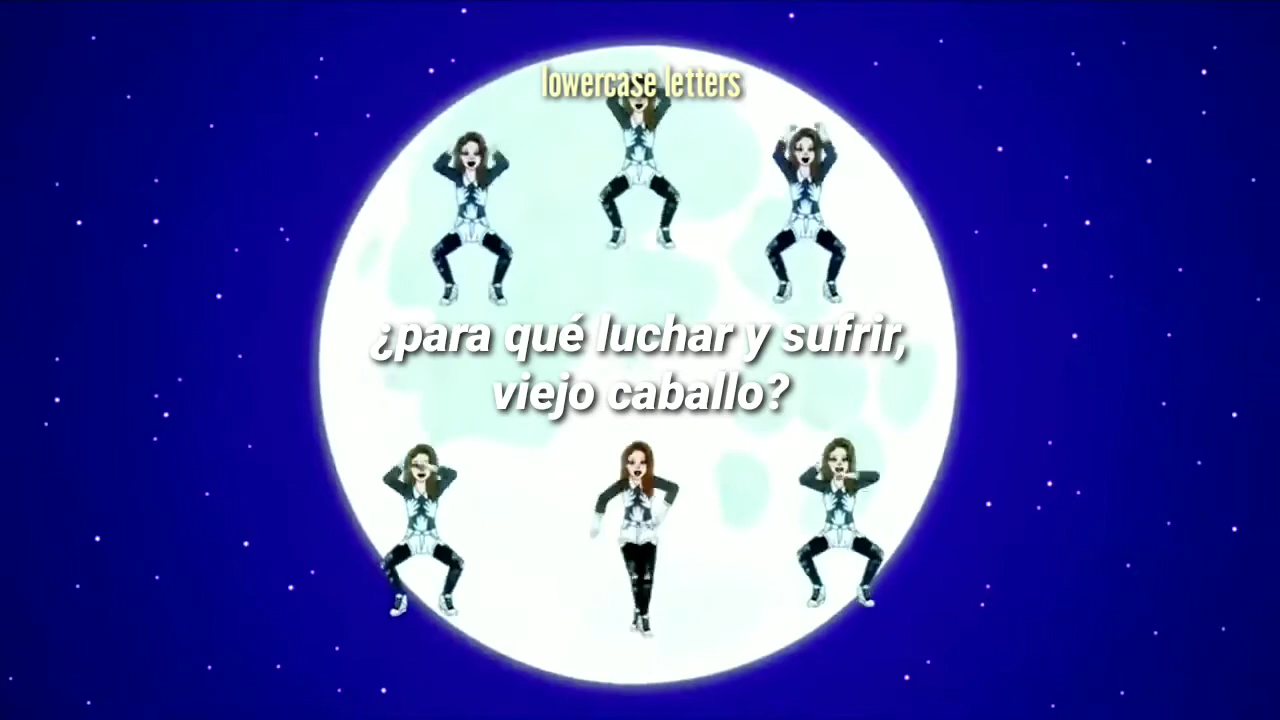 lowercase letters
¿para qué luchar y sufrir,
viejo caballo?